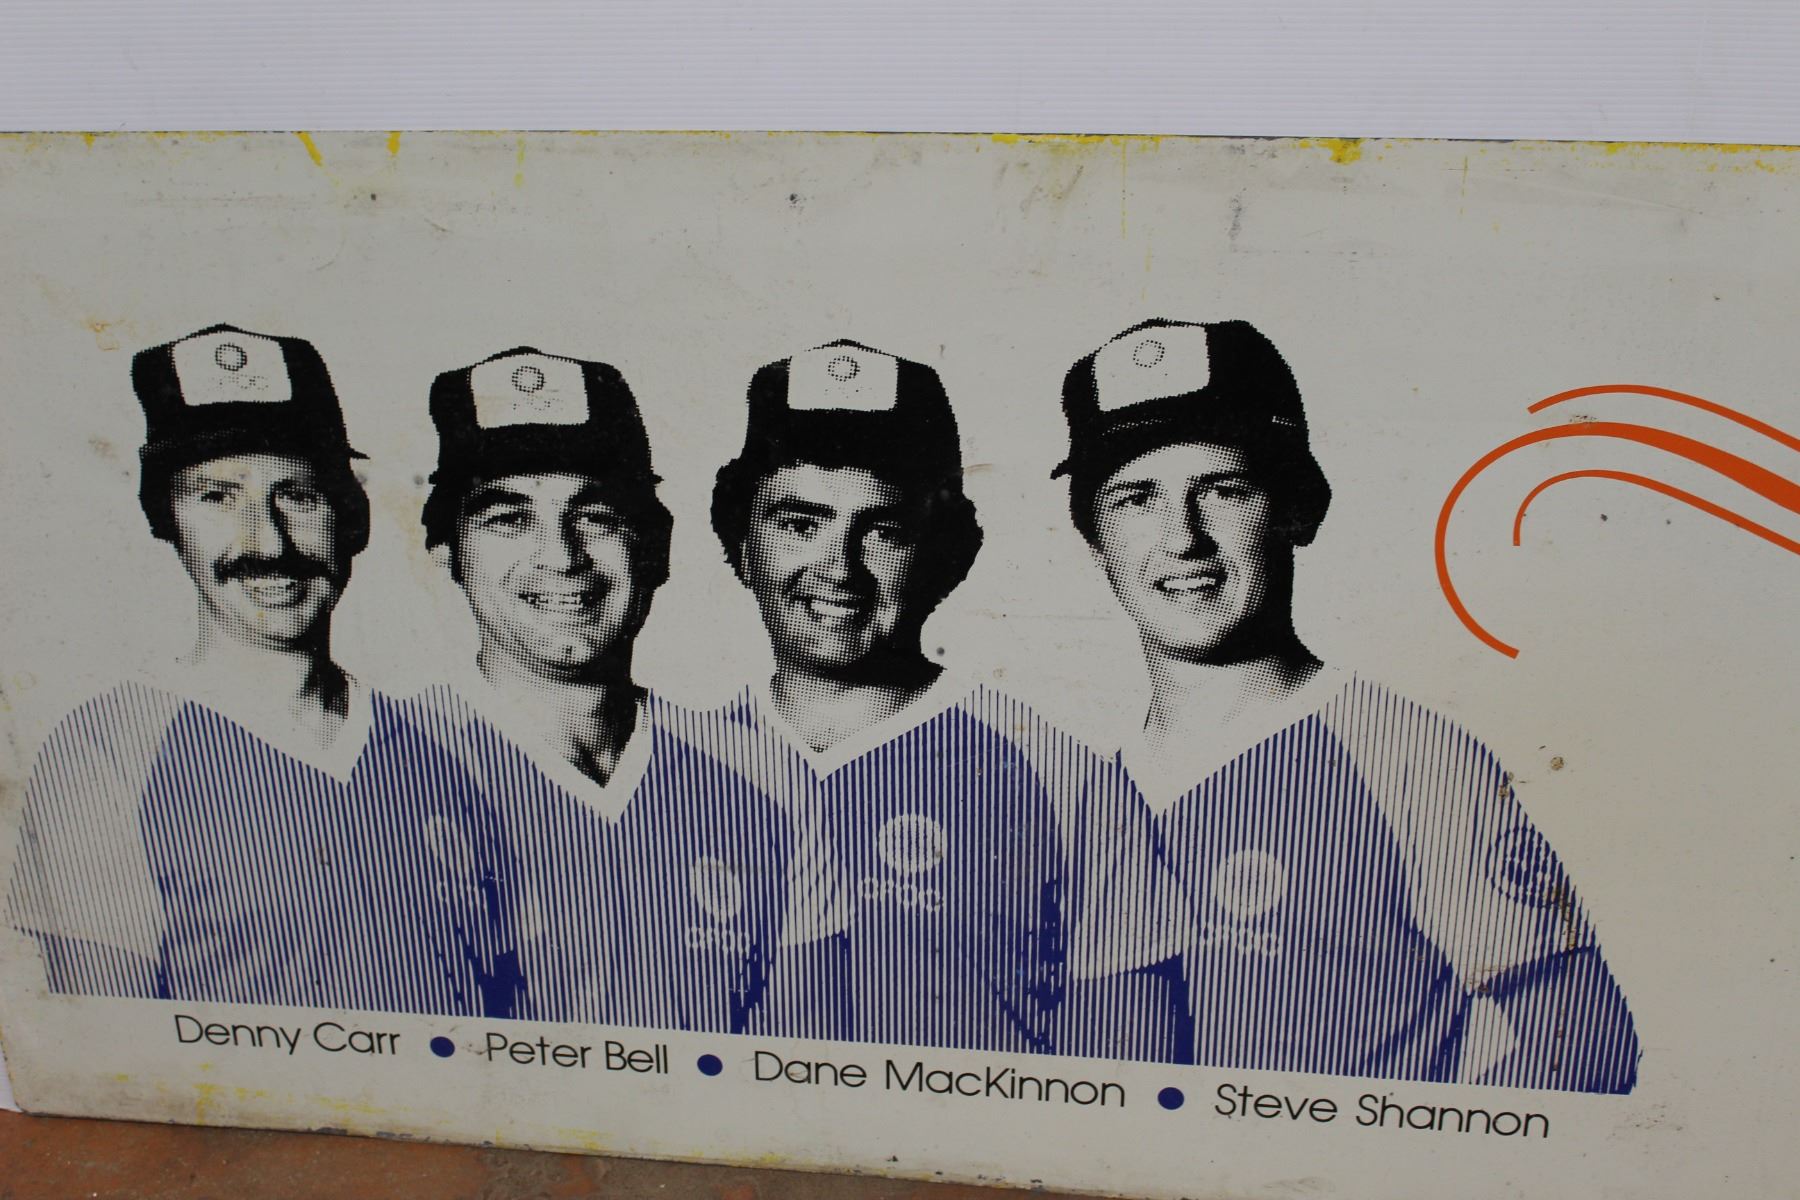 Denny Carr ● Peter Bell ● Dane MacKinnon ● Steve Shannon